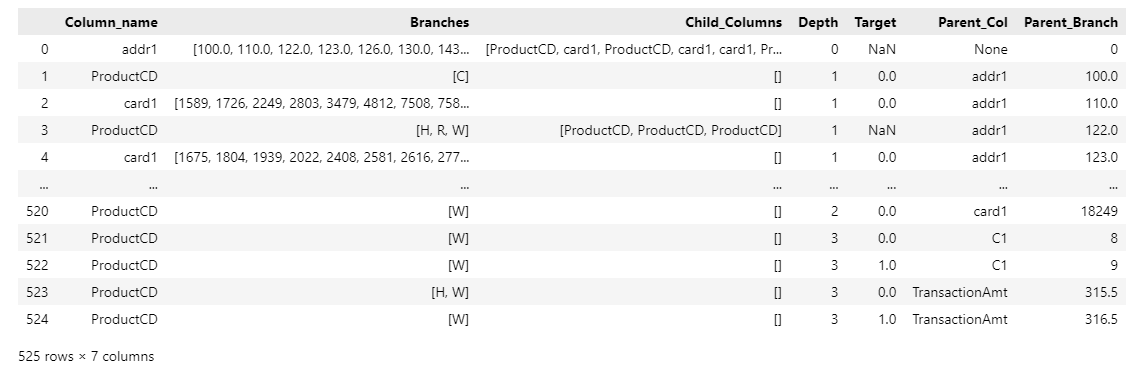 Column_name Branches Child_Columns Depth Target Parent_Col Parent_Branch
0 addr1 [100.0, 110.0, 122.0, 123.0, 126.0, 130.0, 143... [ProductCD, card1, ProductCD, card1, card1, Pr... 0 NaN None 0
1 ProductCD [C] [] 1 0.0 addr1 100.0
2 card1 [1589, 1726, 2249, 2803, 3479, 4812, 7508, 758... [] 1 0.0 addr1 110.0
3 ProductCD [H, R, W] [ProductCD, ProductCD, ProductCD] 1 NaN addr1 122.0
4 card1 [1675, 1804, 1939, 2022, 2408, 2581, 2616, 277... [] 1 0.0 addr1 123.0
... ... ... ... ... ... ... ...
520 ProductCD [W] [] 2 0.0 card1 18249
521 ProductCD [W] [] 3 0.0 C1 8
522 ProductCD [W] [] 3 1.0 C1 9
523 ProductCD [H, W] [] 3 0.0 TransactionAmt 315.5
524 ProductCD [W] [] 3 1.0 TransactionAmt 316.5
525 rows × 7 columns